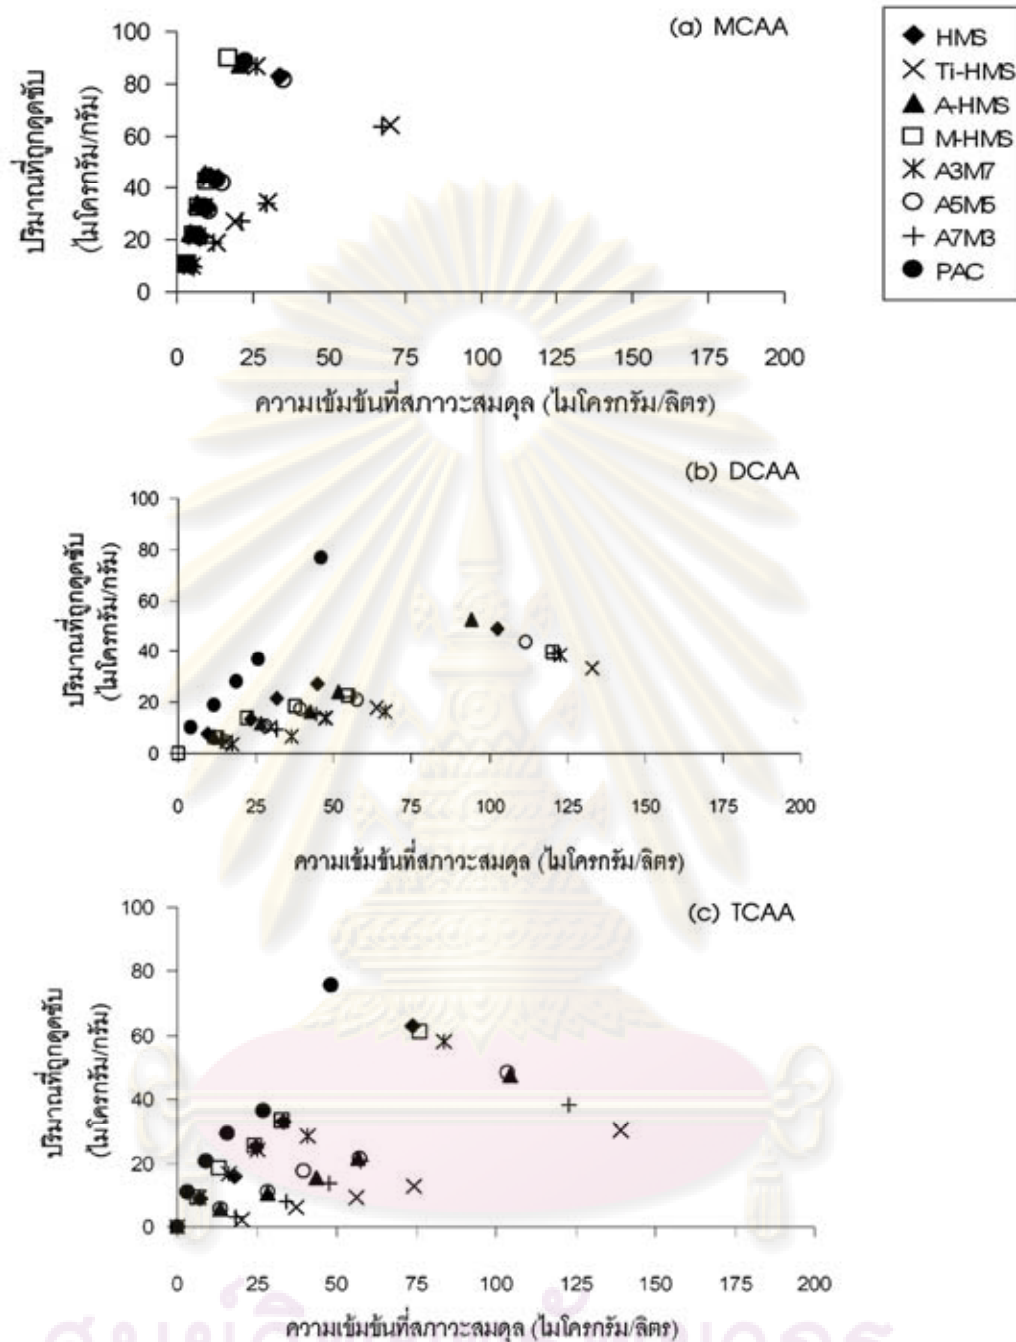 (a) MCAA
HMS
Ti-HMS
A-HMS
M-HMS
A3M7
A5M5
A7M3
PAC
ปริมาณที่ถูกดูดซับ
(ไมโครกรัม/กรัม)
100
80
60
40
20
0
0 25 50 75 100 125 150 175 200
ความเข้มข้นที่สภาวะสมดุล (ไมโครกรัม/ลิตร)
(b) DCAA
ปริมาณที่ถูกดูดซับ
(ไมโครกรัม/กรัม)
100
80
60
40
20
0
0 25 50 75 100 125 150 175 200
ความเข้มข้นที่สภาวะสมดุล (ไมโครกรัม/ลิตร)
(c) TCAA
ปริมาณที่ถูกดูดซับ
(ไมโครกรัม/กรัม)
100
80
60
40
20
0
0 25 50 75 100 125 150 175 200
ความเข้มข้นที่สภาวะสมดุล (ไมโครกรัม/ลิตร)